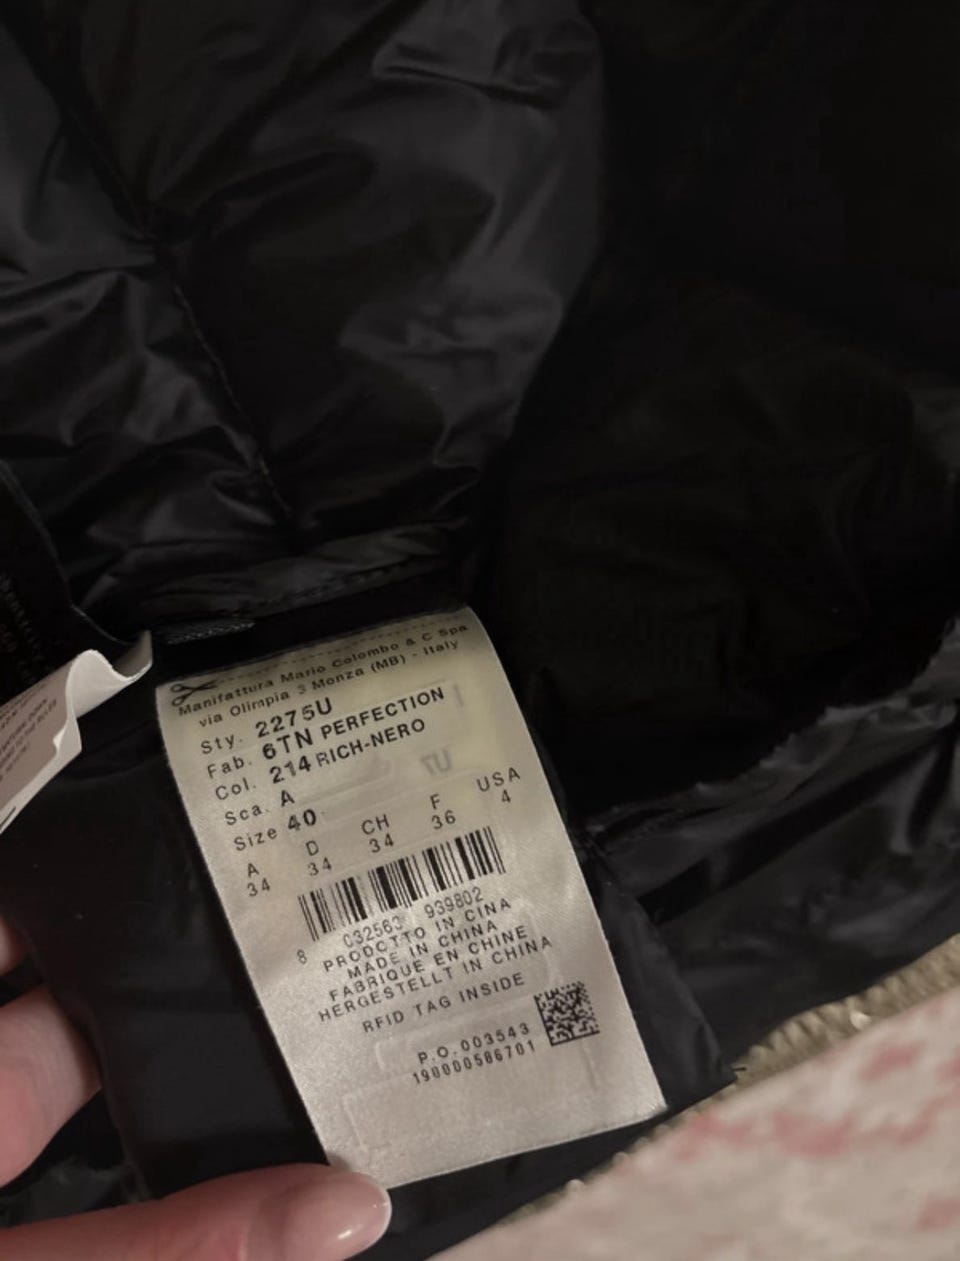 Manifattura Mario Colombo & C Spa
via Olimpia 3 Monza (MB) - Italy
Sty. 2275U
Fab. 6TN PERFECTION
Col. 214 RICH-NERO
Sca. A
Size 40
A D CH F USA
34 34 34 36 4
8 032563 939802
PRODOTTO IN CINA
MADE IN CHINA
FABRIQUE EN CHINE
HERGESTELLT IN CHINA
RFID TAG INSIDE
P.O. 003543
190000586701